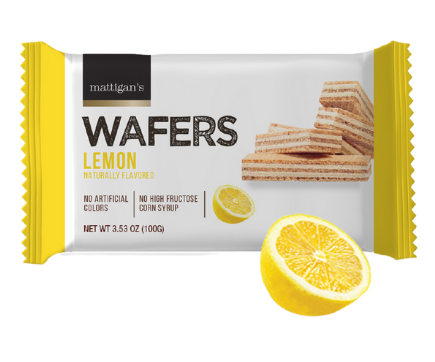 mattigan's
WAFERS
LEMON
NATURALLY FLAVORED
NO ARTIFICIAL
COLORS
NO HIGH FRUCTOSE
CORN SYRUP
NET WT 3.53 OZ (100G)